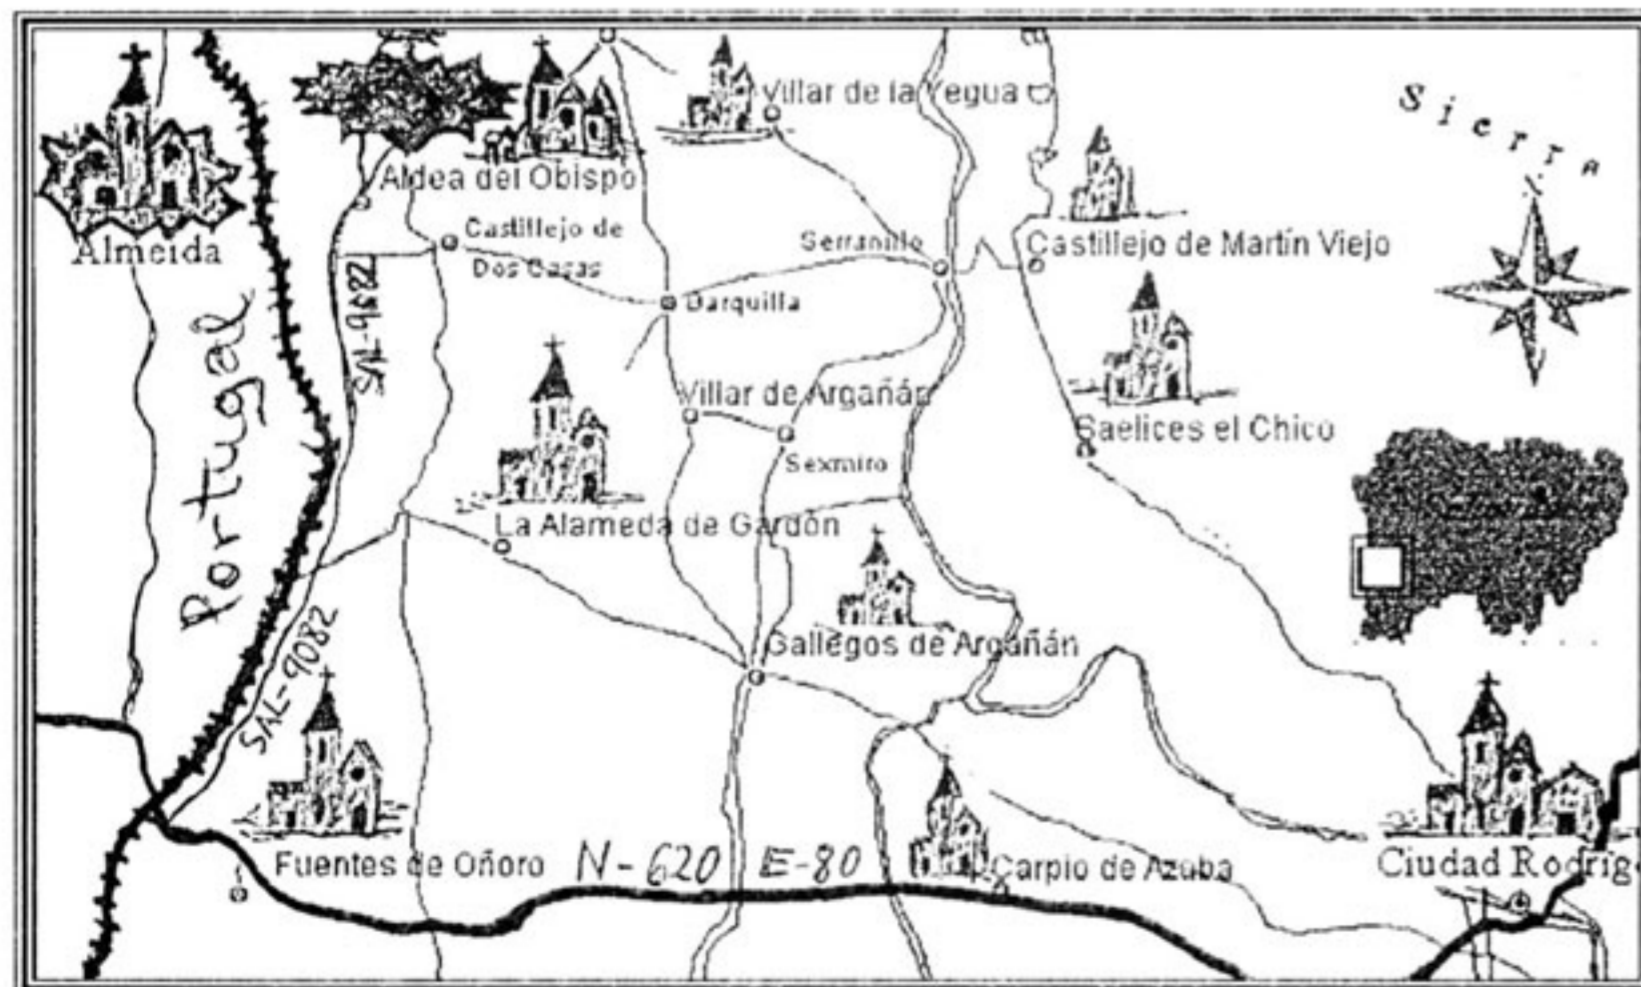 Villar de la Yegua
Sierra
Aldea del Obispo
Almeida
Castillejo de
Dos Casas
Serranillo
Castillejo de Martín Viejo
Barquilla
Portugal
Villar de Argañán
Saelices el Chico
Sexmiro
La Alameda de Gardón
Gallegos de Argañán
SAL-9082
Fuentes de Oñoro
N-620
E-80
Carpio de Azaba
Ciudad Rodrigo